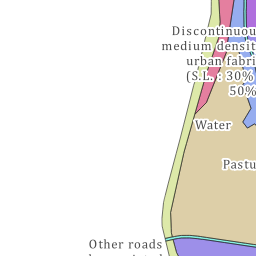 Discontinuou
medium densit
urban fabri
(S.L. : 30%
50%
Water
Pastu
Other roads